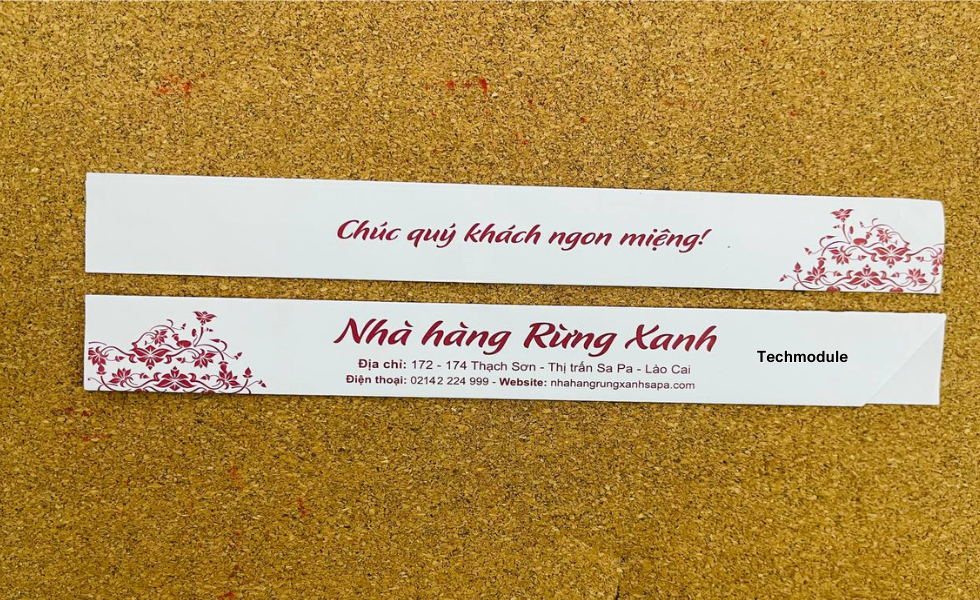 Chúc quý khách ngon miệng!
Nhà hàng Rừng Xanh
Techmodule
Địa chỉ: 172 - 174 Thạch Sơn - Thị trấn Sa Pa - Lào Cai
Điện thoại: 02142 224 999 - Website: nhahangrungxanhsapa.com